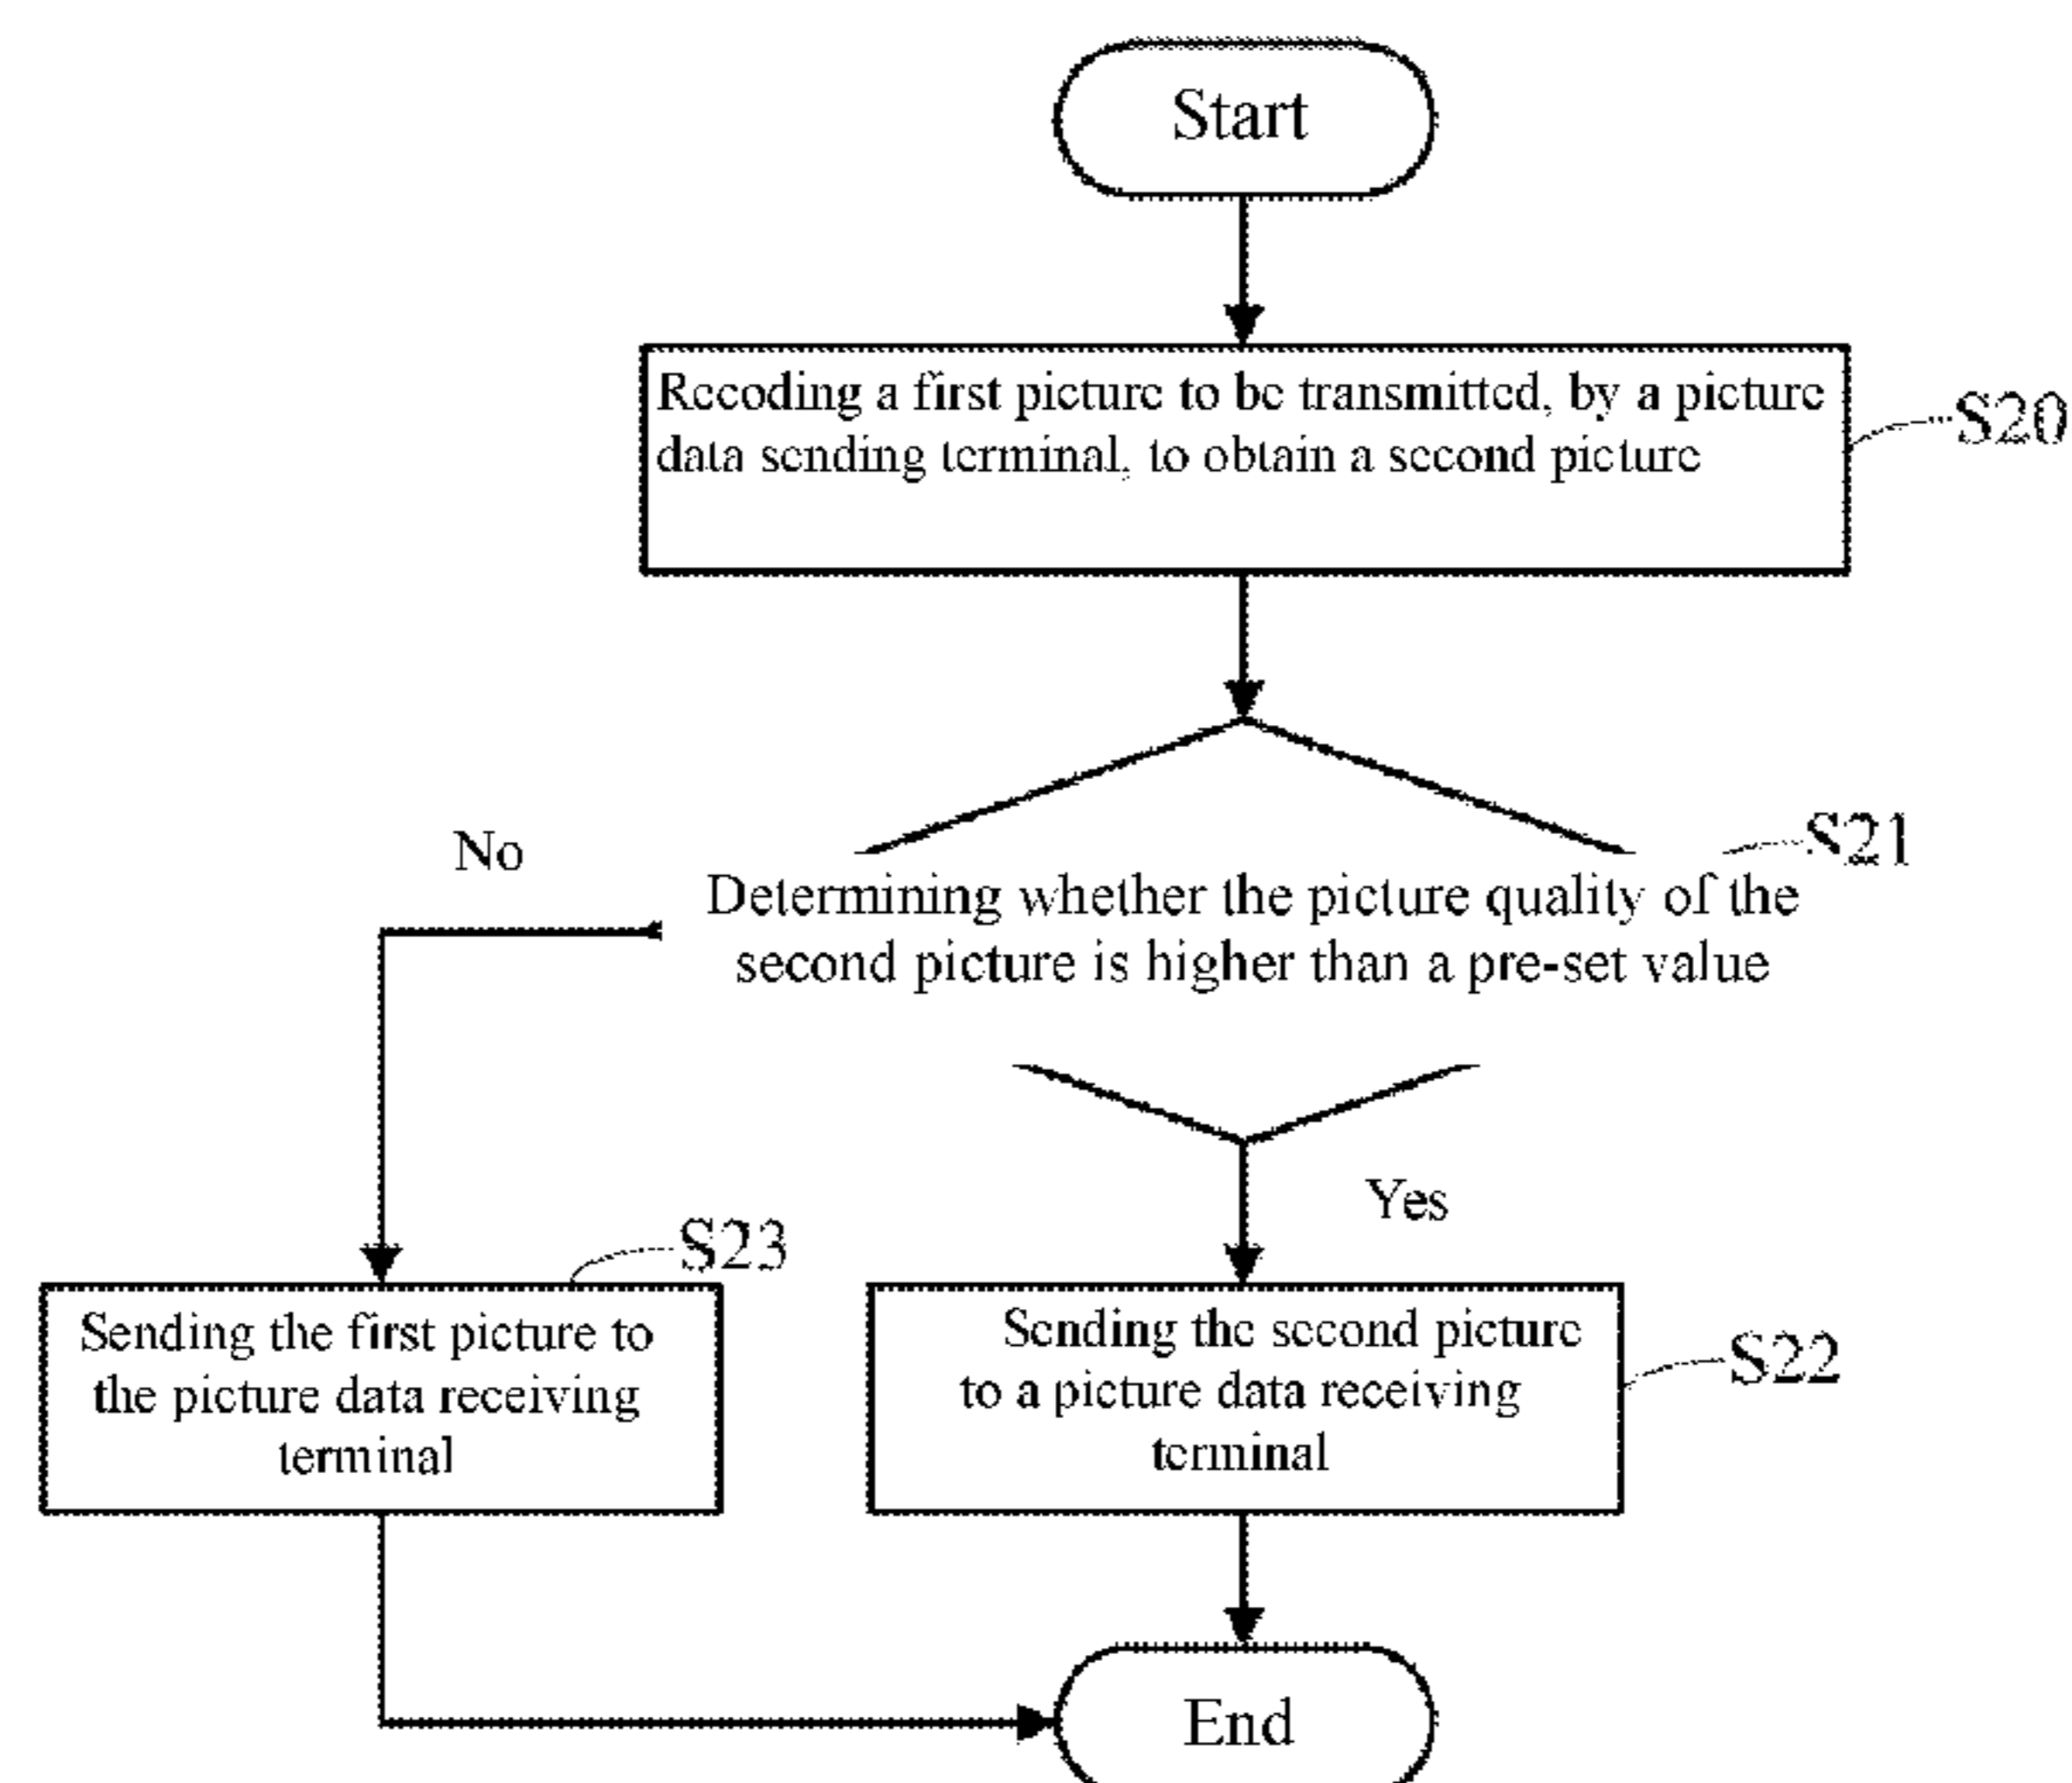 Start
Recoding a first picture to be transmitted, by a picture
data sending terminal, to obtain a second picture
S20
No
S21
Determining whether the picture quality of the
second picture is higher than a pre-set value
Yes
S23
Sending the first picture to
the picture data receiving
terminal
Sending the second picture
to a picture data receiving
terminal
S22
End